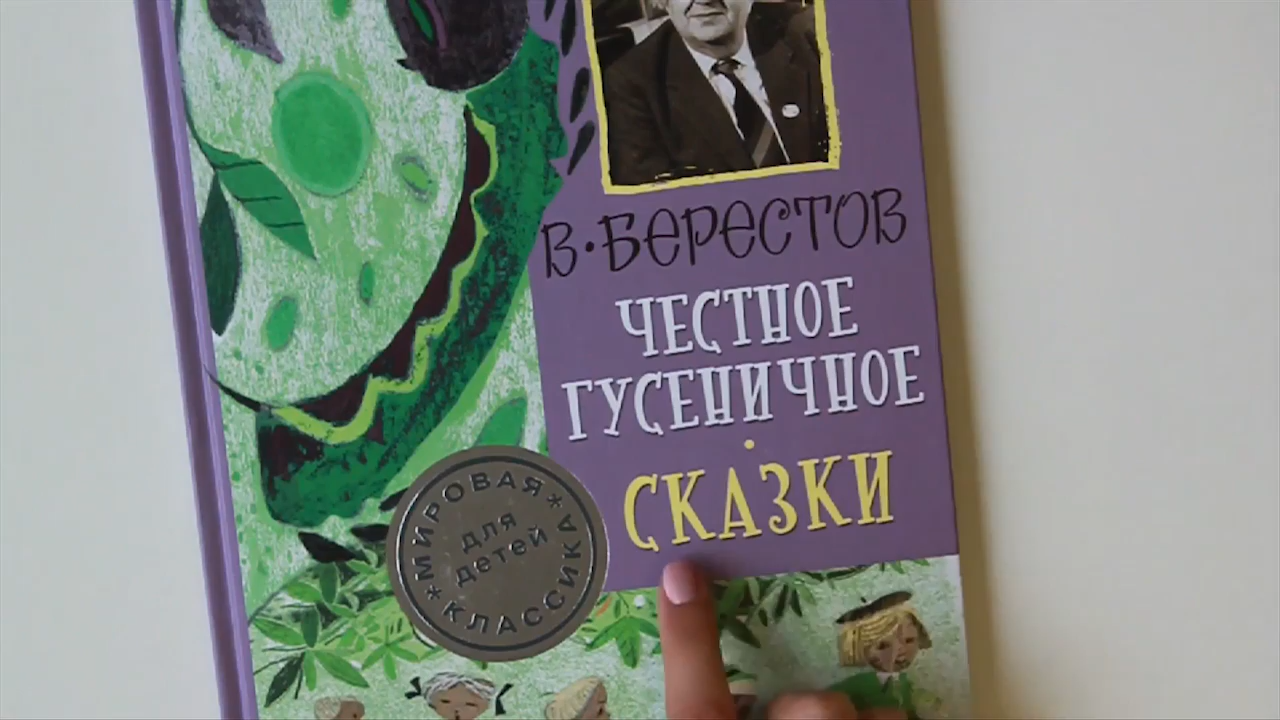 В·БЕРЕСТОВ
ЧЕСТНОЕ
ГУСЕНИЧНОЕ
СКАЗКИ
МИРОВАЯ
для
детей
КЛАССИКА